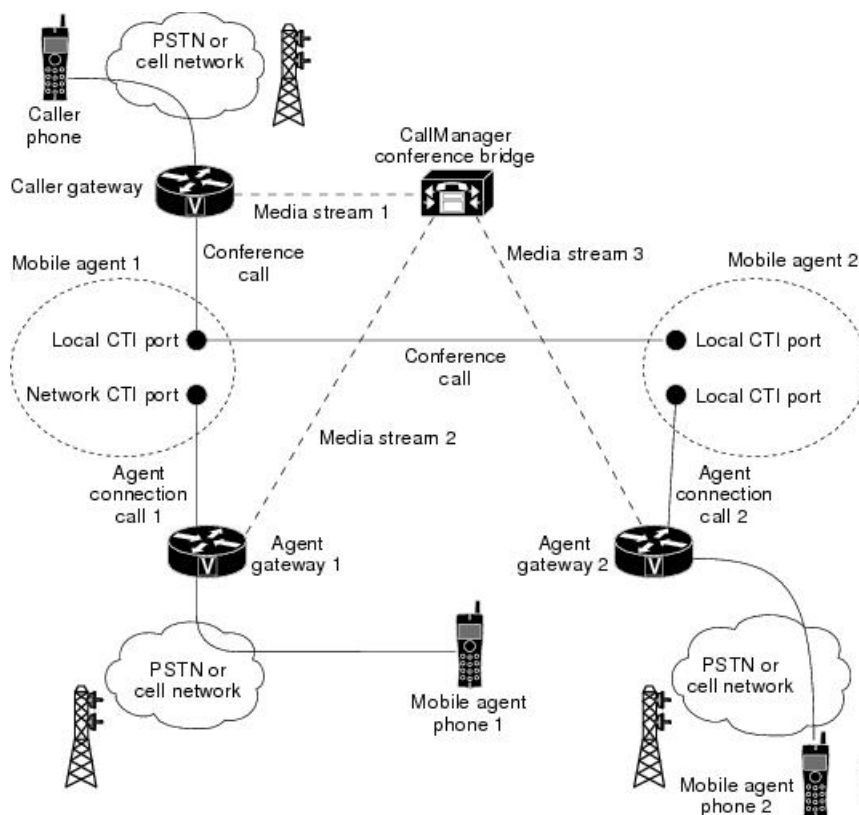 PSTN or
cell network
Caller
phone
CallManager
conference bridge
Caller gateway
V
Media stream 1
Conference
call
Media stream 3
Mobile agent 1
Mobile agent 2
Local CTI port
Local CTI port
Conference
call
Network CTI port
Local CTI port
Media stream 2
Agent
connection
call 1
Agent
connection
call 2
Agent
gateway 1
V
Agent
gateway 2
V
PSTN or
cell network
PSTN or
cell network
Mobile agent
phone 1
Mobile agent
phone 2